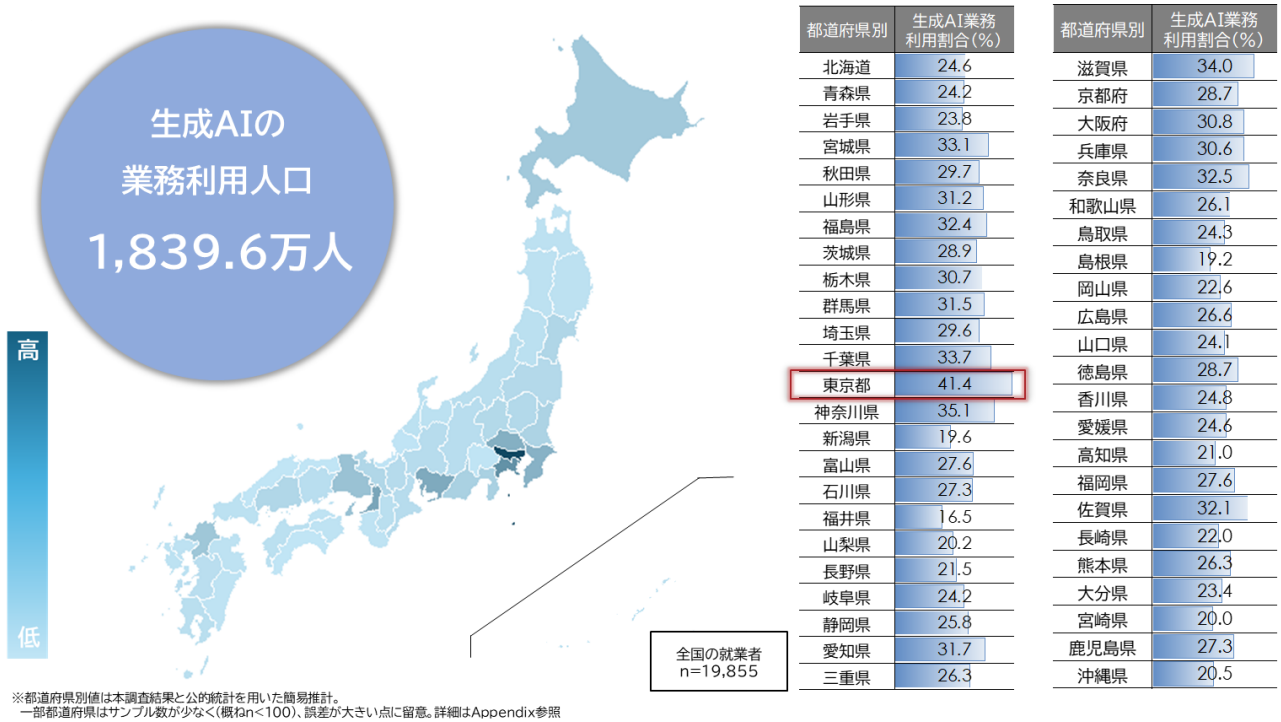 生成AIの
業務利用人口
1,839.6万人
高
低
全国の就業者
n=19,855
※都道府県別値は本調査結果と公的統計を用いた簡易推計。
一部都道府県はサンプル数が少なく(概ねn<100)、誤差が大きい点に留意。詳細はAppendix参照
都道府県別 生成AI業務
利用割合(%)
北海道 24.6
青森県 24.2
岩手県 23.8
宮城県 33.1
秋田県 29.7
山形県 31.2
福島県 32.4
茨城県 28.9
栃木県 30.7
群馬県 31.5
埼玉県 29.6
千葉県 33.7
東京都 41.4
神奈川県 35.1
新潟県 19.6
富山県 27.6
石川県 27.3
福井県 16.5
山梨県 20.2
長野県 21.5
岐阜県 24.2
静岡県 25.8
愛知県 31.7
三重県 26.3
都道府県別 生成AI業務
利用割合(%)
滋賀県 34.0
京都府 28.7
大阪府 30.8
兵庫県 30.6
奈良県 32.5
和歌山県 26.1
鳥取県 24.3
島根県 19.2
岡山県 22.6
広島県 26.6
山口県 24.1
徳島県 28.7
香川県 24.8
愛媛県 24.6
高知県 21.0
福岡県 27.6
佐賀県 32.1
長崎県 22.0
熊本県 26.3
大分県 23.4
宮崎県 20.0
鹿児島県 27.3
沖縄県 20.5